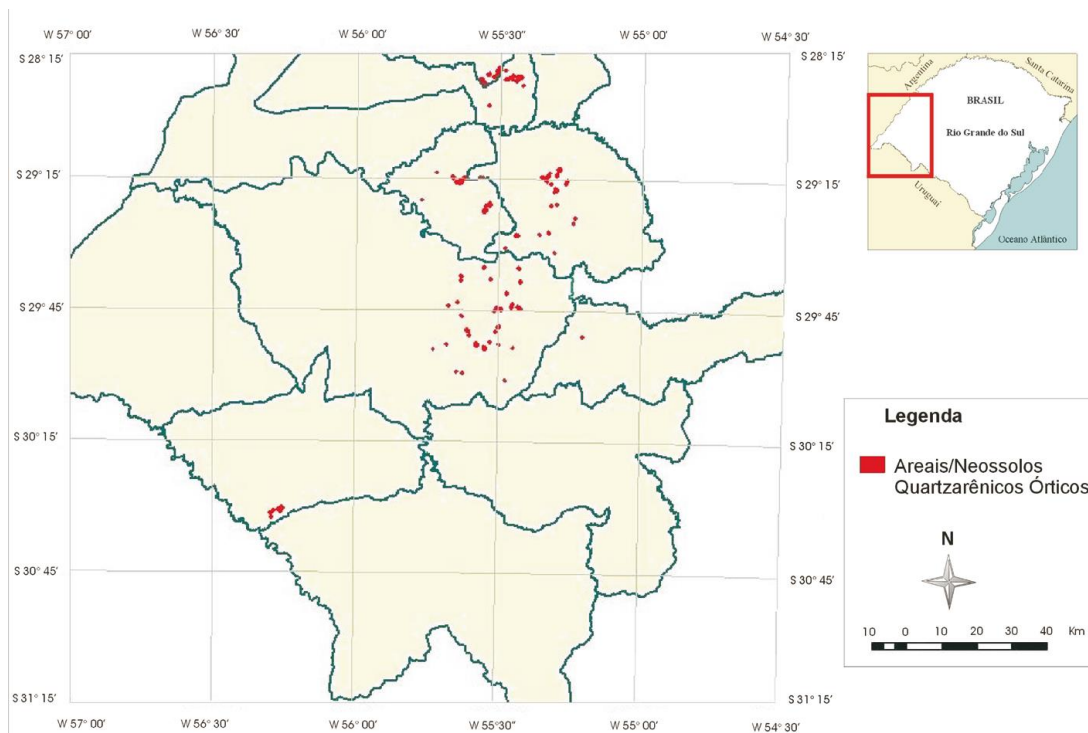 W 57° 00'
W 56° 30'
W 56° 00'
W 55°30'
W 55° 00'
W 54° 30'
S 28° 15'
S 28° 15'
S 29° 15'
S 29° 15'
S 29° 45'
S 29° 45'
S 30° 15'
S 30° 15'
S 30° 45'
S 30° 45'
S 31° 15'
S 31° 15'
W 57° 00'
W 56° 30'
W 56° 00'
W 55°30'
W 55° 00'
W 54° 30'
Argentina
Santa Catarina
BRASIL
Rio Grande do Sul
Uruguai
Oceano Atlântico
Legenda
Areais/Neossolos
Quartzarênicos Órticos
N
10 0 10 20 30 40 Km